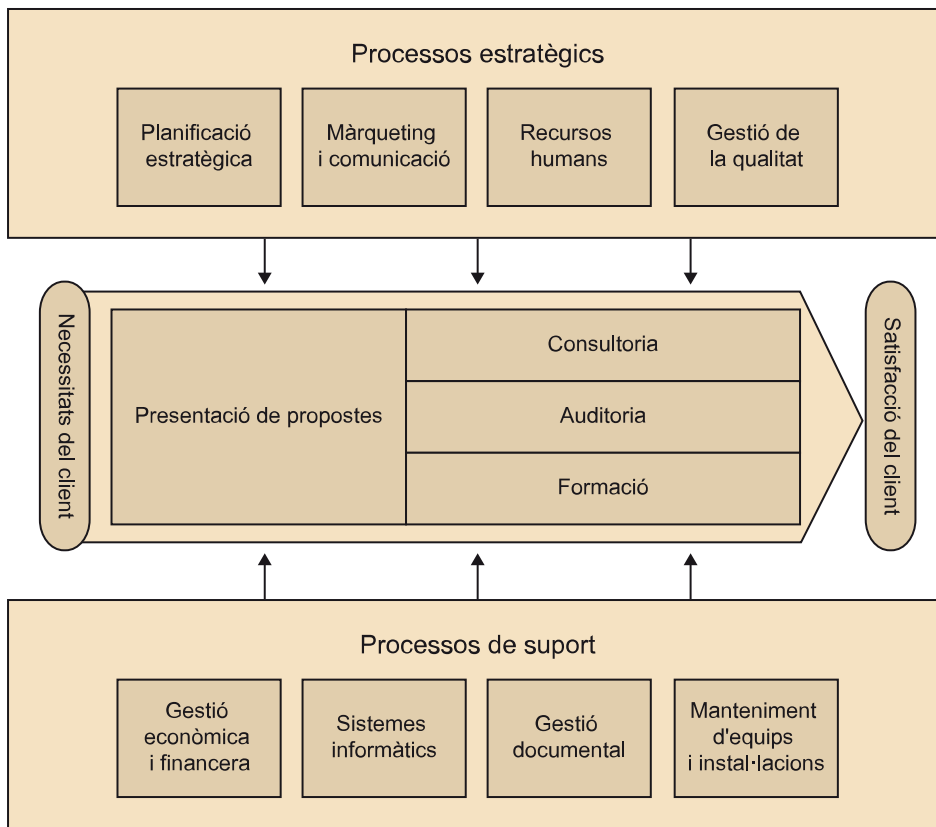 Processos estratègics
Planificació
estratègica
Màrqueting
i comunicació
Recursos
humans
Gestió de
la qualitat
Necessitats del client
Presentació de propostes
Consultoria
Auditoria
Formació
Satisfacció del client
Processos de suport
Gestió
econòmica
i financera
Sistemes
informàtics
Gestió
documental
Manteniment
d'equips
i instal·lacions